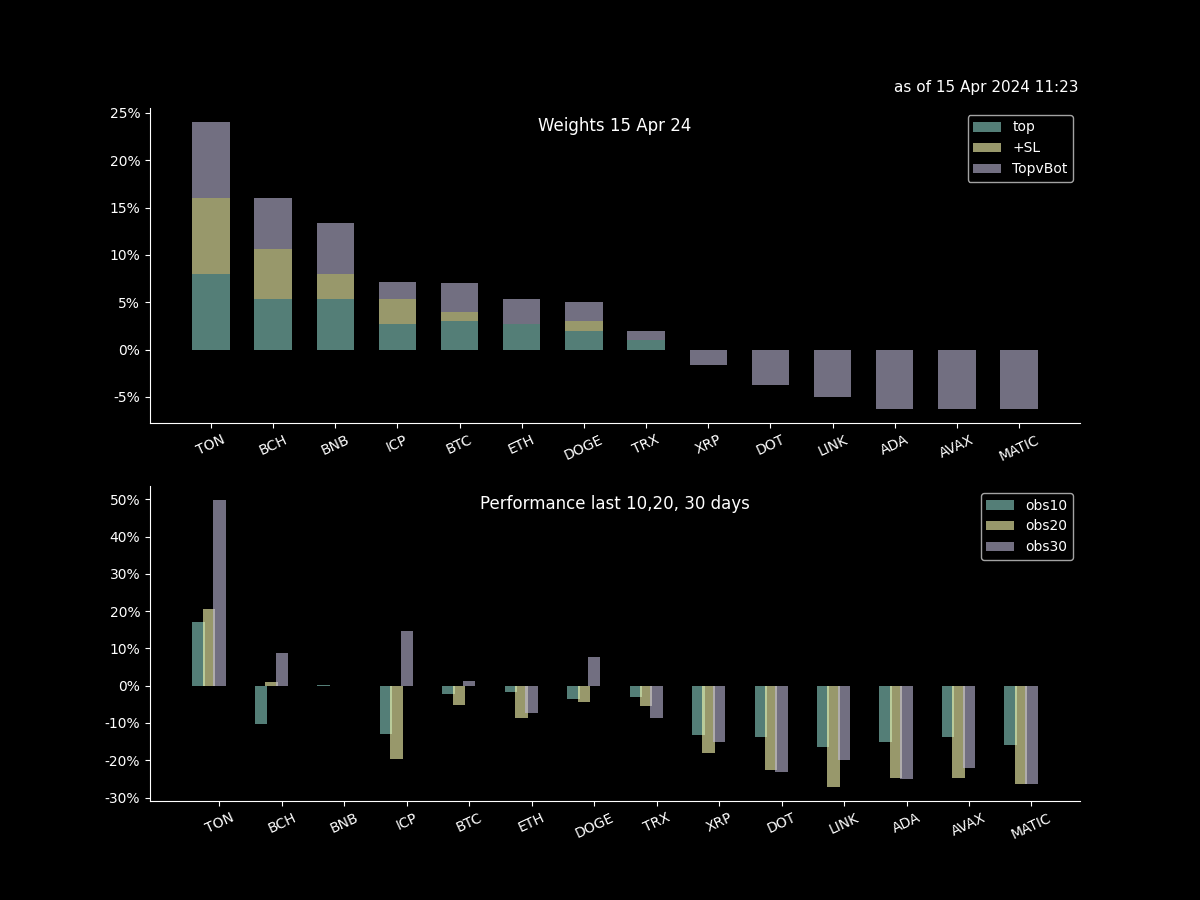 as of 15 Apr 2024 11:23
Weights 15 Apr 24
top
+SL
TopvBot
25%
20%
15%
10%
5%
0%
-5%
TON BCH BNB ICP BTC ETH DOGE TRX XRP DOT LINK ADA AVAX MATIC
Performance last 10,20, 30 days
obs10
obs20
obs30
50%
40%
30%
20%
10%
0%
-10%
-20%
-30%
TON BCH BNB ICP BTC ETH DOGE TRX XRP DOT LINK ADA AVAX MATIC